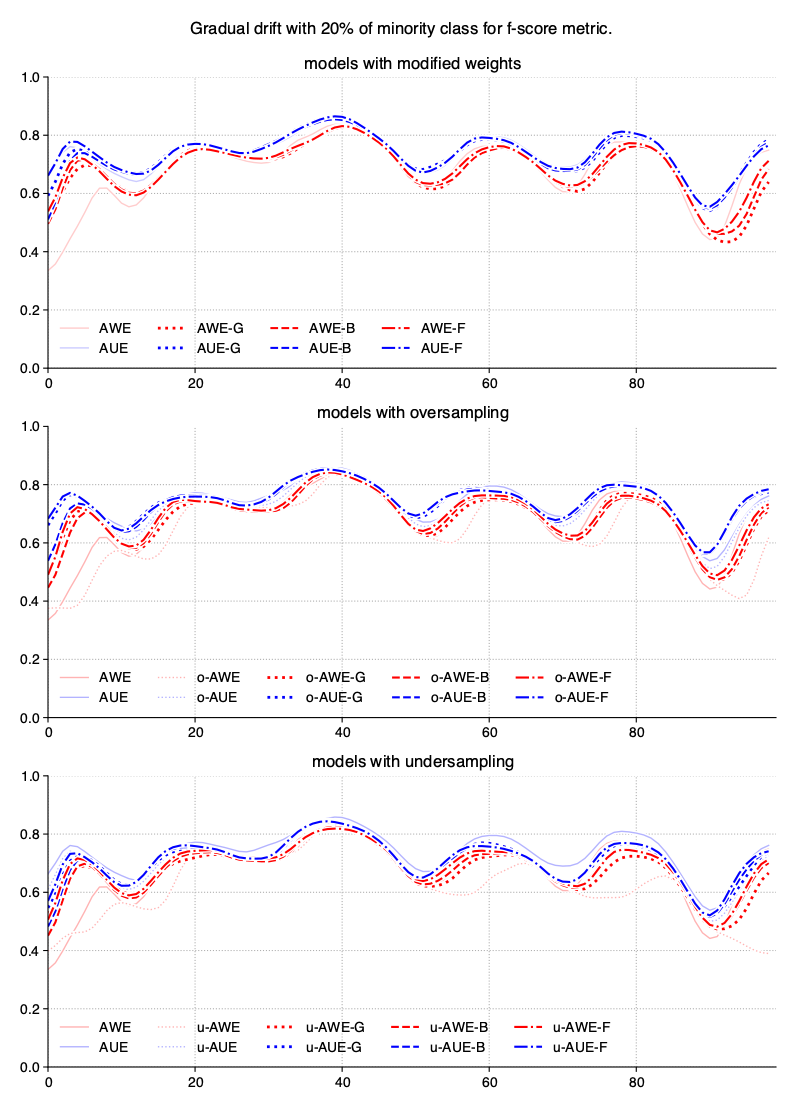 Gradual drift with 20% of minority class for f-score metric.
models with modified weights
1.0
0.8
0.6
0.4
0.2
0.0
AWE AWE-G AWE-B AWE-F
AUE AUE-G AUE-B AUE-F
0 20 40 60 80
models with oversampling
1.0
0.8
0.6
0.4
0.2
0.0
AWE o-AWE o-AWE-G o-AWE-B o-AWE-F
AUE o-AUE o-AUE-G o-AUE-B o-AUE-F
0 20 40 60 80
models with undersampling
1.0
0.8
0.6
0.4
0.2
0.0
AWE u-AWE u-AWE-G u-AWE-B u-AWE-F
AUE u-AUE u-AUE-G u-AUE-B u-AUE-F
0 20 40 60 80